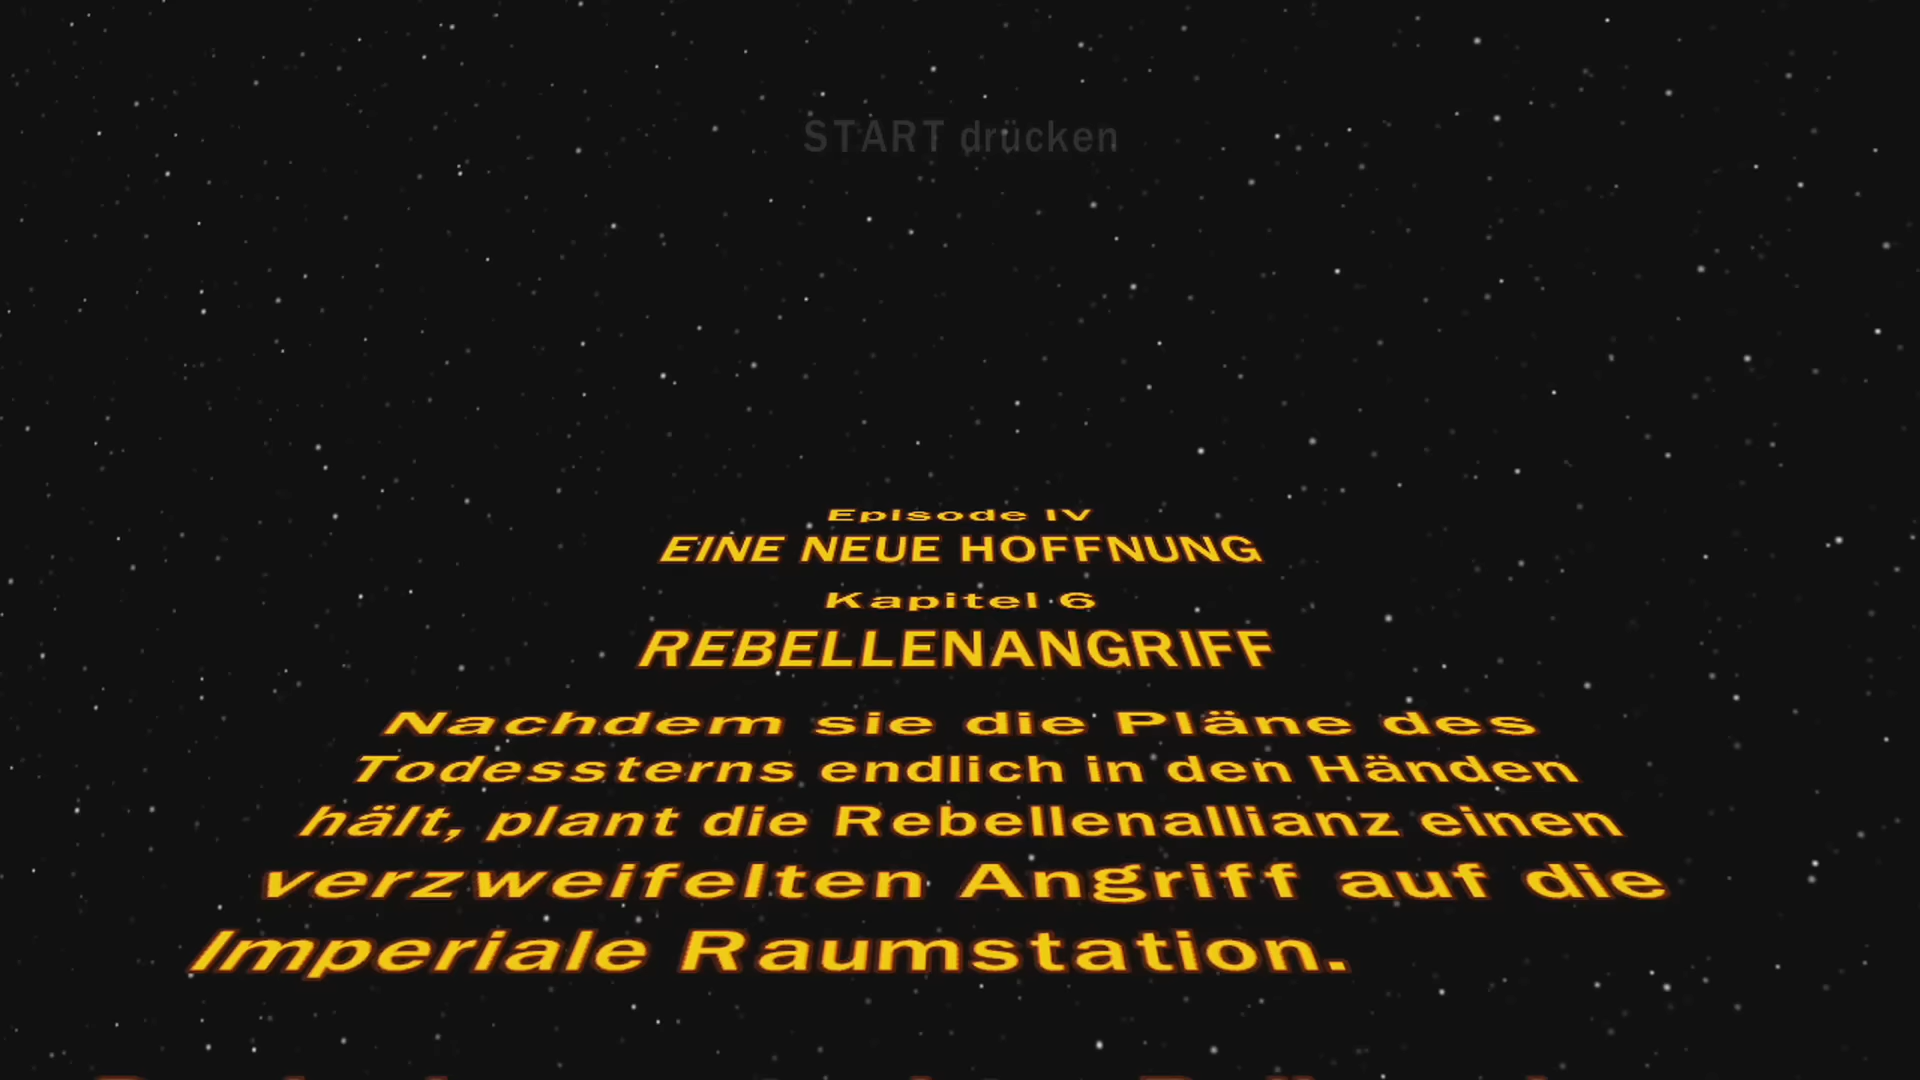 START drücken
Episode IV
EINE NEUE HOFFNUNG
Kapitel 6
REBELLENANGRIFF
Nachdem sie die Pläne des
Todessterns endlich in den Händen
hält, plant die Rebellenallianz einen
verzweifelten Angriff auf die
Imperiale Raumstation.